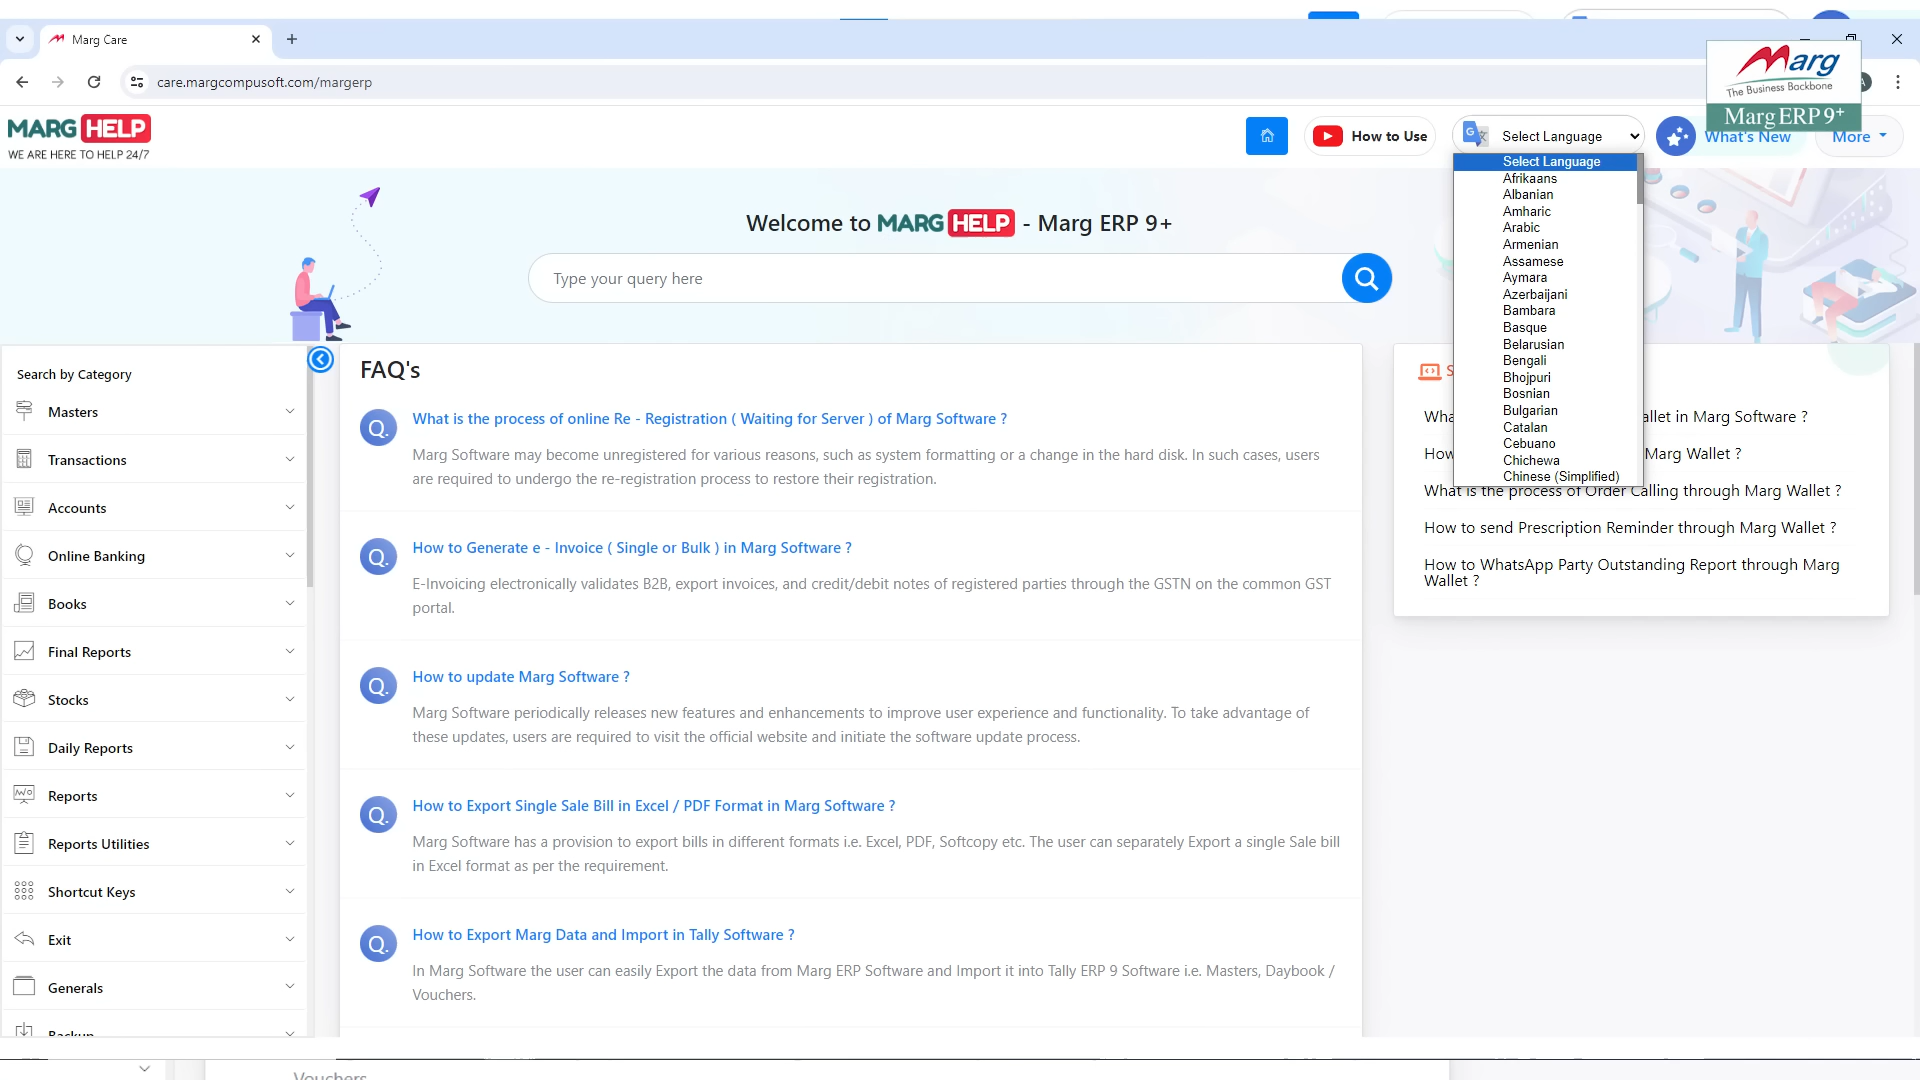 Marg Care
care.margcompusoft.com/margerp
Marg
The Business Backbone
Marg ERP 9+
MARG HELP
WE ARE HERE TO HELP 24/7
How to Use
Select Language
What's New
More
Select Language
Afrikaans
Albanian
Amharic
Arabic
Armenian
Assamese
Aymara
Azerbaijani
Bambara
Basque
Belarusian
Bengali
Bhojpuri
Bosnian
Bulgarian
Catalan
Cebuano
Chichewa
Chinese (Simplified)
Welcome to MARG HELP - Marg ERP 9+
Type your query here
Search by Category
Masters
Transactions
Accounts
Online Banking
Books
Final Reports
Stocks
Daily Reports
Reports
Reports Utilities
Shortcut Keys
Exit
Generals
Backup
FAQ's
Q.
What is the process of online Re - Registration ( Waiting for Server ) of Marg Software ?
Marg Software may become unregistered for various reasons, such as system formatting or a change in the hard disk. In such cases, users
are required to undergo the re-registration process to restore their registration.
Q.
How to Generate e - Invoice ( Single or Bulk ) in Marg Software ?
E-Invoicing electronically validates B2B, export invoices, and credit/debit notes of registered parties through the GSTN on the common GST
portal.
Q.
How to update Marg Software ?
Marg Software periodically releases new features and enhancements to improve user experience and functionality. To take advantage of
these updates, users are required to visit the official website and initiate the software update process.
Q.
How to Export Single Sale Bill in Excel / PDF Format in Marg Software ?
Marg Software has a provision to export bills in different formats i.e. Excel, PDF, Softcopy etc. The user can separately Export a single Sale bill
in Excel format as per the requirement.
Q.
How to Export Marg Data and Import in Tally Software ?
In Marg Software the user can easily Export the data from Marg ERP Software and Import it into Tally ERP 9 Software i.e. Masters, Daybook /
Vouchers.
in Marg Software ?
Marg Wallet ?
What is the process of Order Calling through Marg Wallet ?
How to send Prescription Reminder through Marg Wallet ?
How to WhatsApp Party Outstanding Report through Marg
Wallet ?
Vouchers